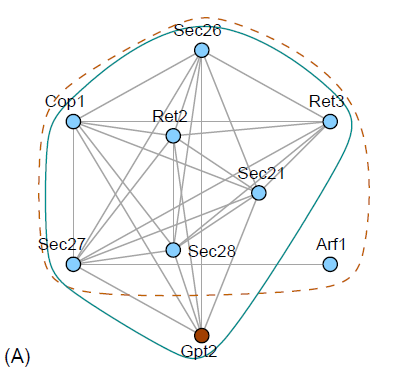 Sec26
Cop1
Ret2
Ret3
Sec21
Sec27
Sec28
Arf1
Gpt2
(A)